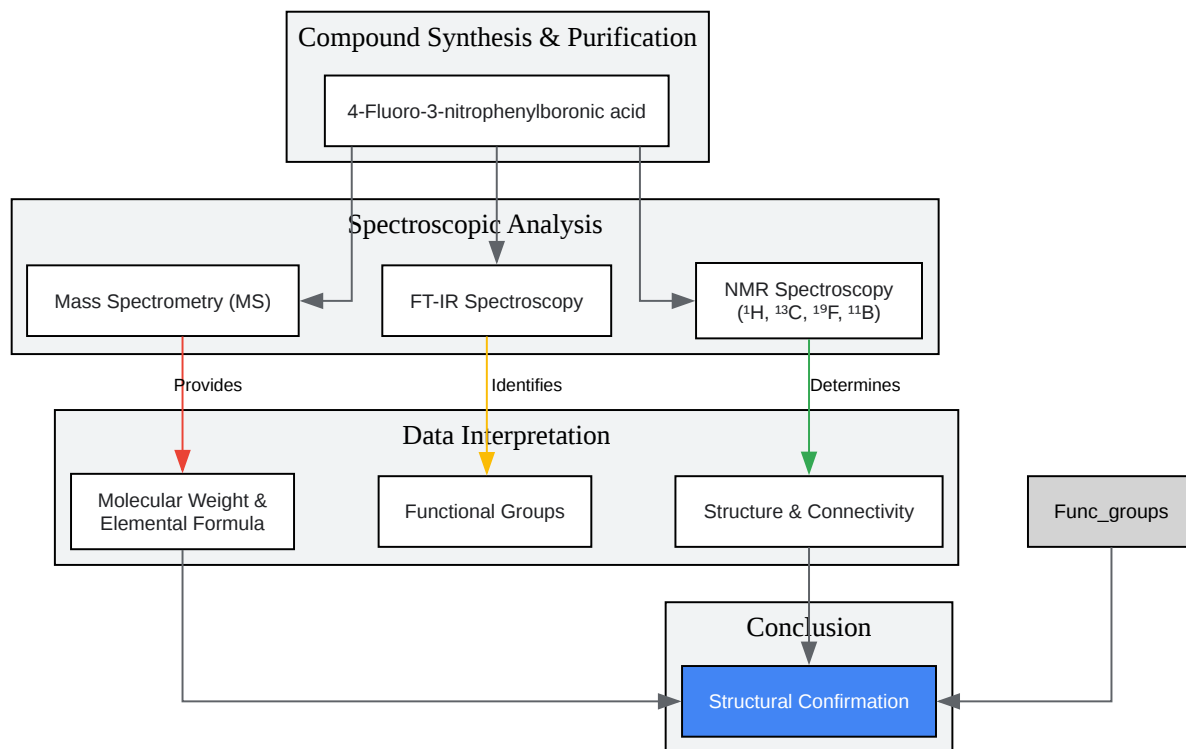 Compound Synthesis & Purification
4-Fluoro-3-nitrophenylboronic acid
Spectroscopic Analysis
Mass Spectrometry (MS)
FT-IR Spectroscopy
NMR Spectroscopy
(¹H, ¹³C, ¹⁹F, ¹¹B)
Provides
Identifies
Determines
Data Interpretation
Molecular Weight &
Elemental Formula
Functional Groups
Structure & Connectivity
Func_groups
Conclusion
Structural Confirmation